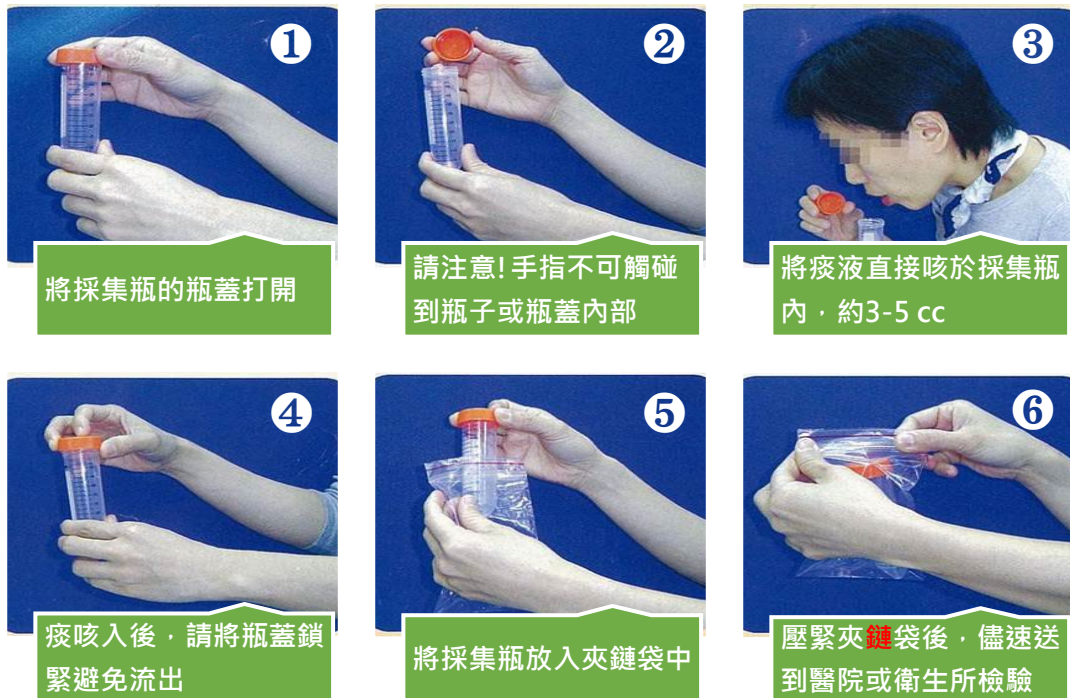 ❶
將採集瓶的瓶蓋打開
❷
請注意!手指不可觸碰
到瓶子或瓶蓋內部
❸
將痰液直接咳於採集瓶
內，約3-5 cc
❹
痰咳入後，請將瓶蓋鎖
緊避免流出
❺
將採集瓶放入夾鏈袋中
❻
壓緊夾鏈袋後，儘速送
到醫院或衛生所檢驗